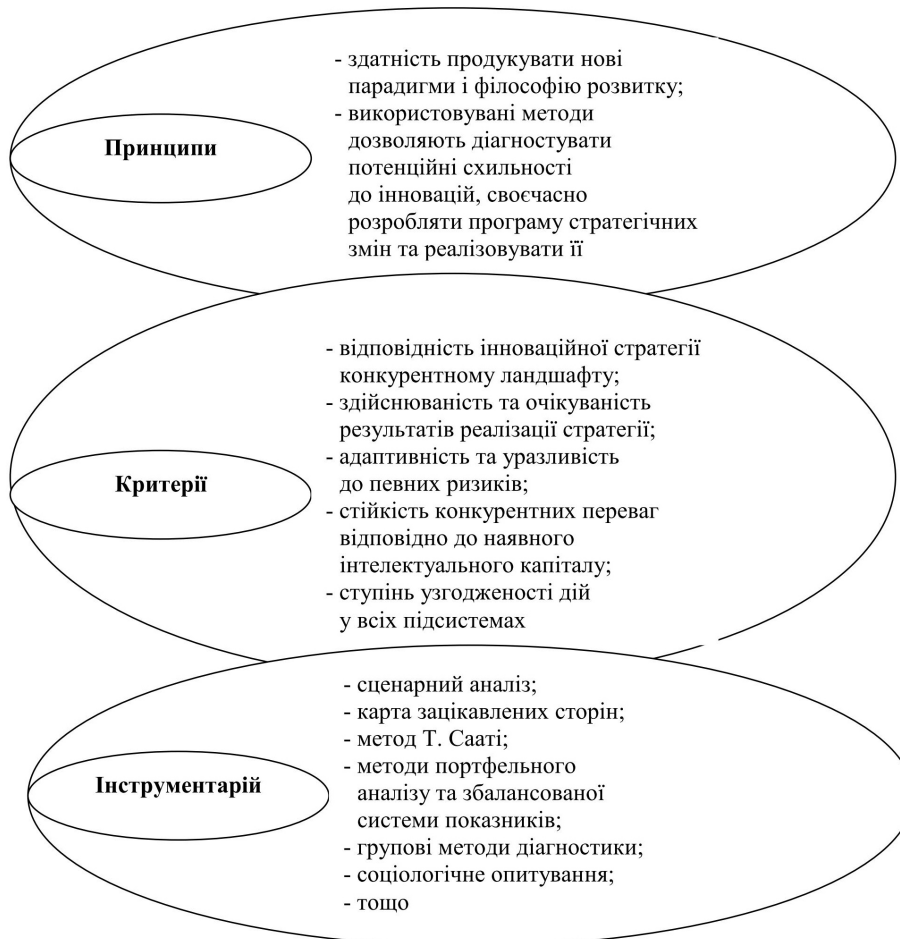 Принципи
- здатність продукувати нові
парадигми і філософію розвитку;
- використовувані методи
дозволяють діагностувати
потенційні схильності
до інновацій, своєчасно
розробляти програму стратегічних
змін та реалізовувати її
Критерії
- відповідність інноваційної стратегії
конкурентному ландшафту;
- здійснюваність та очікуваність
результатів реалізації стратегії;
- адаптивність та уразливість
до певних ризиків;
- стійкість конкурентних переваг
відповідно до наявного
інтелектуального капіталу;
- ступінь узгодженості дій
у всіх підсистемах
Інструментарій
- сценарний аналіз;
- карта зацікавлених сторін;
- метод Т. Сааті;
- методи портфельного
аналізу та збалансованої
системи показників;
- групові методи діагностики;
- соціологічне опитування;
- тощо